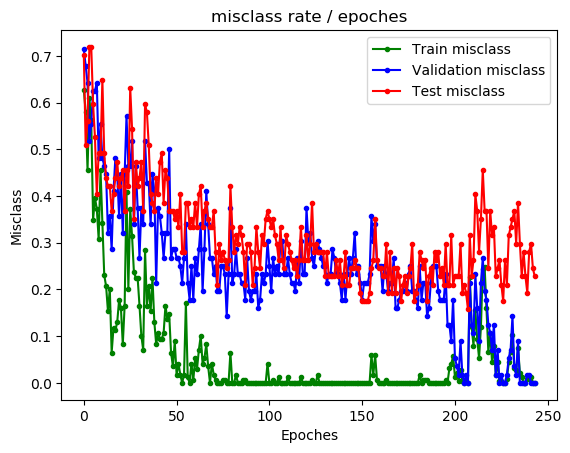 misclass rate / epoches
Train misclass
Validation misclass
Test misclass
Misclass
0.7
0.6
0.5
0.4
0.3
0.2
0.1
0.0
0 50 100 150 200 250
Epoches